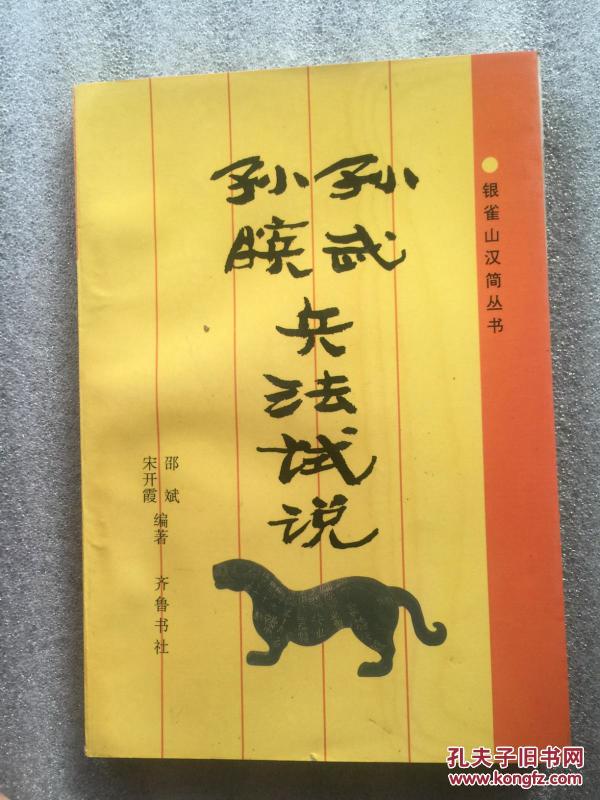 银雀山汉简丛书
孙武
孙膑
兵法试说
邵斌
宋开霞
编著
齐鲁书社
孔夫子旧书网
www.kongfz.com